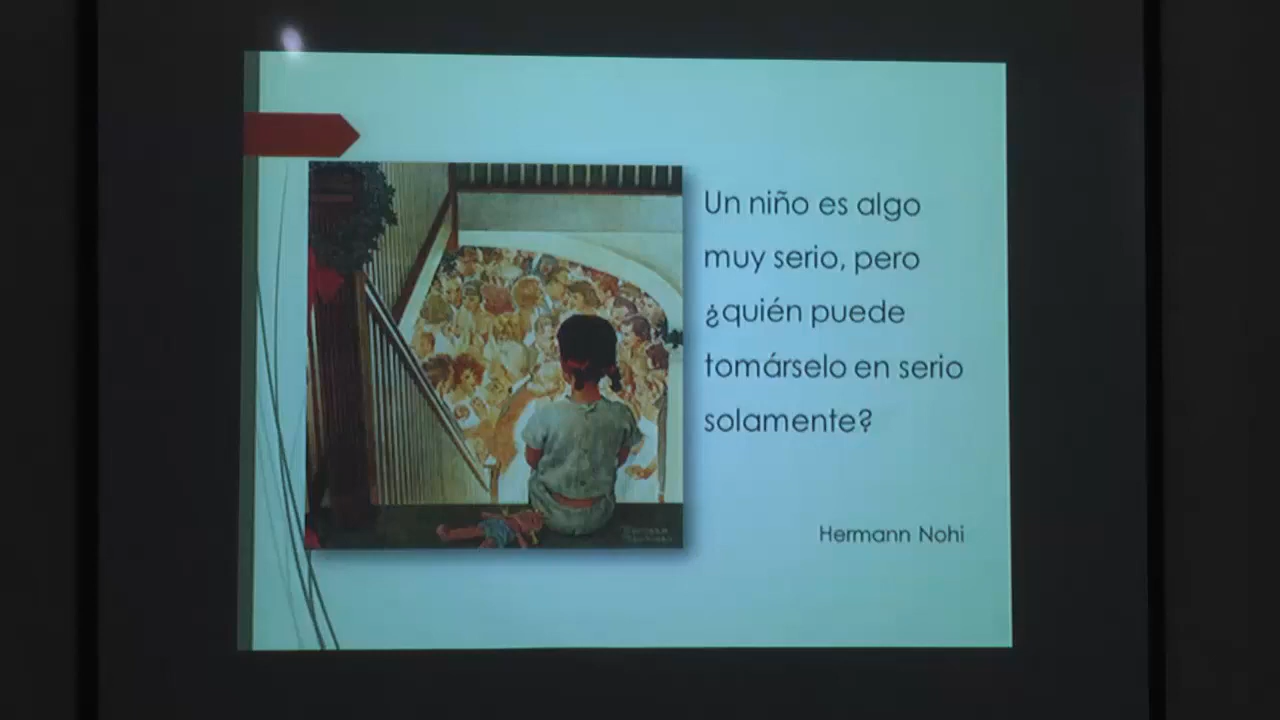 Un niño es algo
muy serio, pero
¿quién puede
tomárselo en serio
solamente?
Hermann Nohi